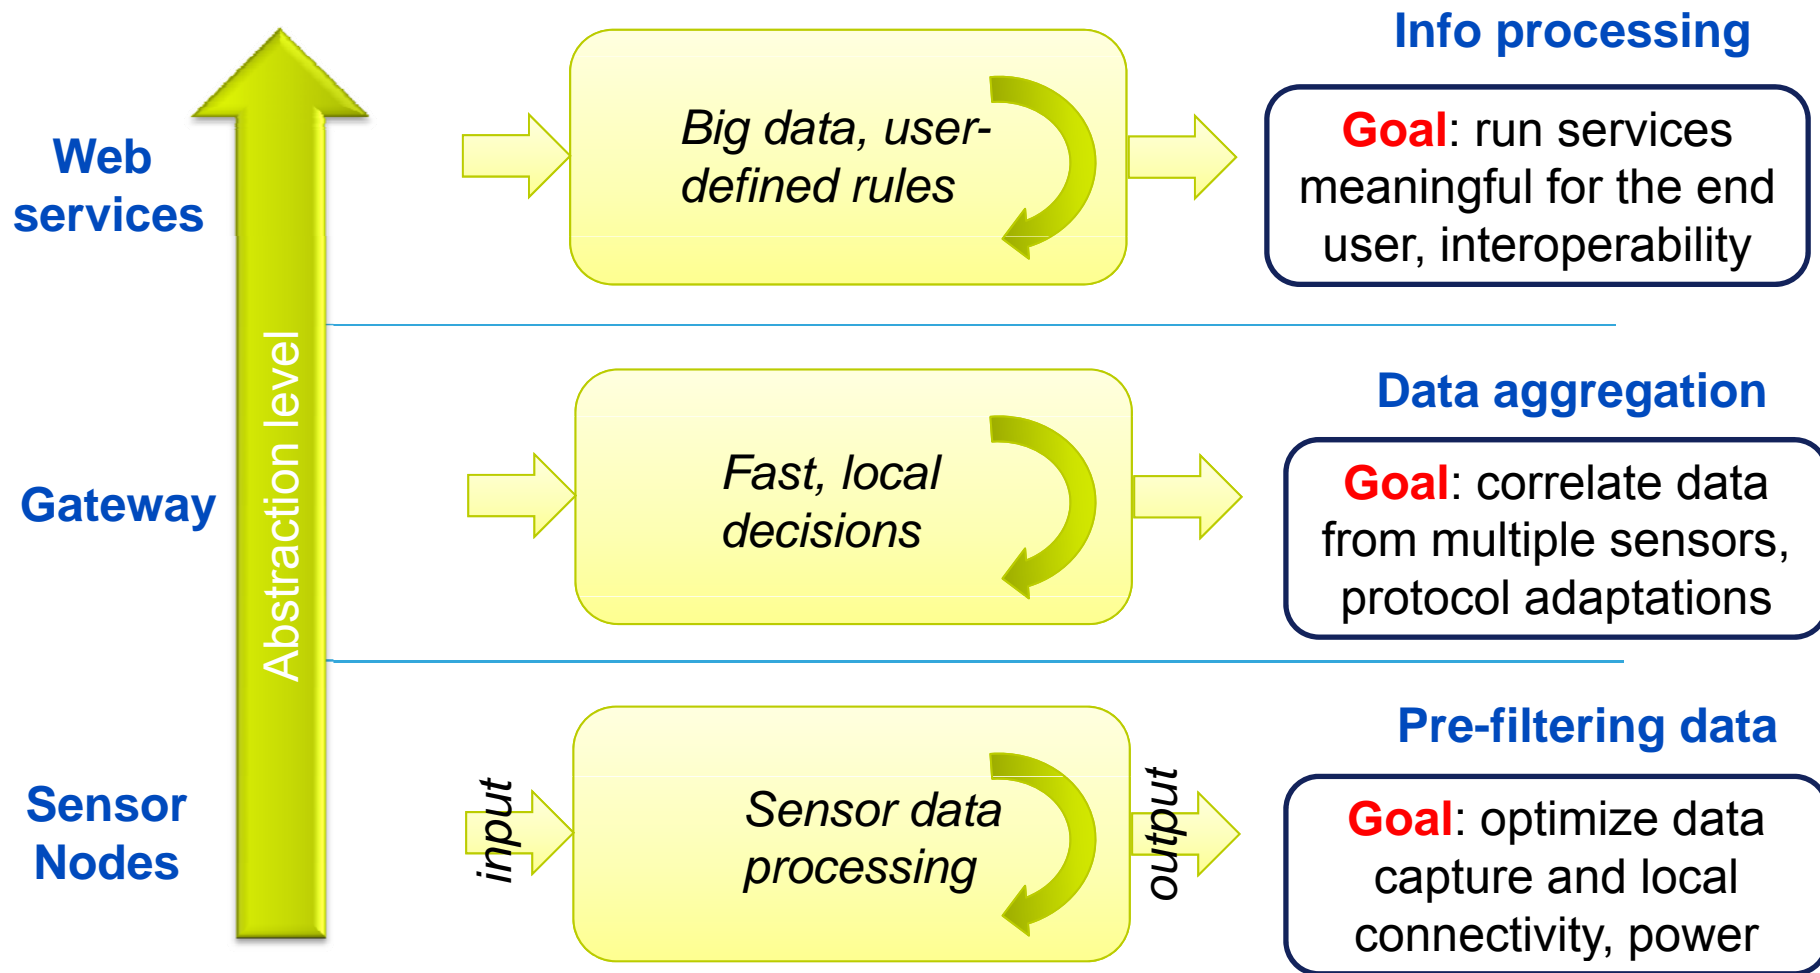 Info processing
Web
services
Big data, user-
defined rules
Goal: run services
meaningful for the end
user, interoperability
Abstraction level
Data aggregation
Gateway
Fast, local
decisions
Goal: correlate data
from multiple sensors,
protocol adaptations
Pre-filtering data
Sensor
Nodes
input
Sensor data
processing
output
Goal: optimize data
capture and local
connectivity, power